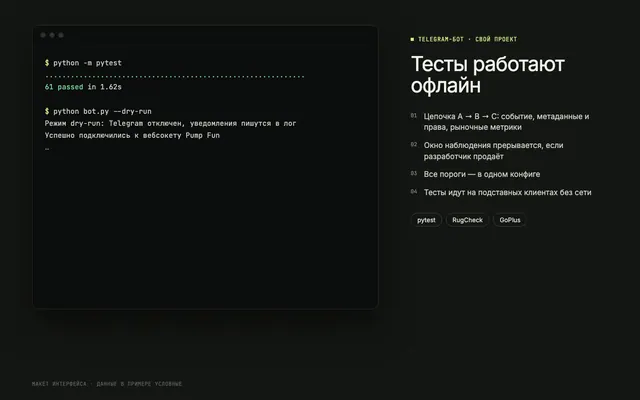 $ python -m pytest
.............................................................
61 passed in 1.62s
$ python bot.py --dry-run
Режим dry-run: Telegram отключен, уведомления пишутся в лог
Успешно подключились к вебсокету Pump Fun
…
TELEGRAM-БОТ · СВОЙ ПРОЕКТ
Тесты работают
офлайн
01 Цепочка A → B → C: событие, метаданные и
права, рыночные метрики
02 Окно наблюдения прерывается, если
разработчик продаёт
03 Все пороги — в одном конфиге
04 Тесты идут на подставных клиентах без сети
pytest RugCheck GoPlus
МАКЕТ ИНТЕРФЕЙСА · ДАННЫЕ В ПРИМЕРЕ УСЛОВНЫЕ